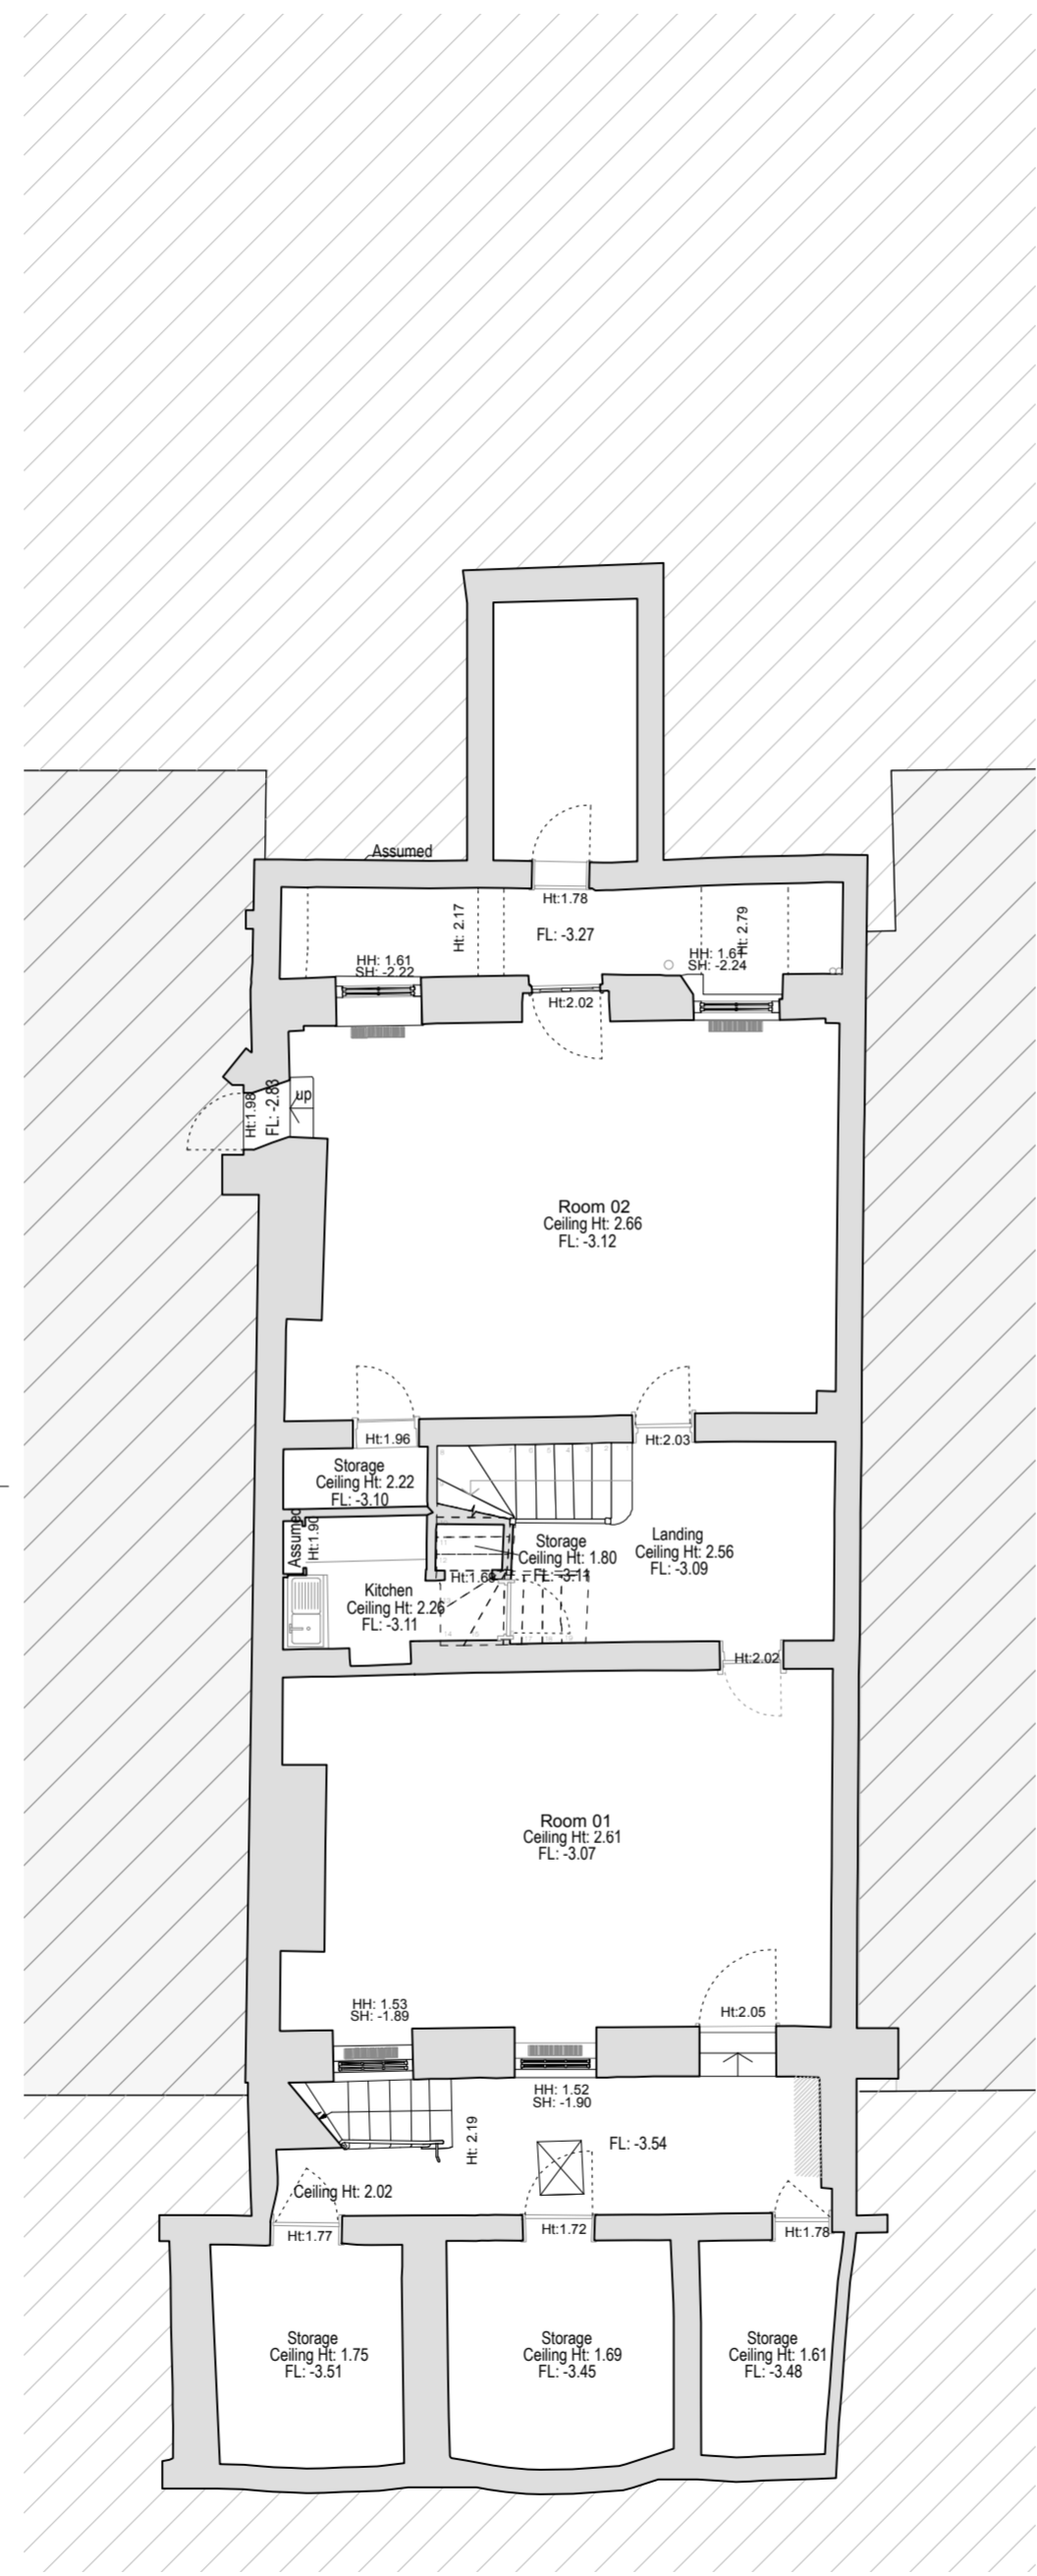 Assumed
Ht:1.78
Ht: 2.17
FL: -3.27
Ht: 2.79
HH: 1.61
SH: -2.22
HH: 1.61
SH: -2.24
Ht:2.02
up
Ht:1.98
FL: -2.83
Room 02
Ceiling Ht: 2.66
FL: -3.12
Ht:1.96
Ht:2.03
Storage
Ceiling Ht: 2.22
FL: -3.10
Assumed
Ht:1.90
Storage
Ceiling Ht: 1.80
FL: -3.11
Landing
Ceiling Ht: 2.56
FL: -3.09
Kitchen
Ceiling Ht: 2.26
FL: -3.11
Ht:2.02
Room 01
Ceiling Ht: 2.61
FL: -3.07
HH: 1.53
SH: -1.89
Ht:2.05
HH: 1.52
SH: -1.90
Ht: 2.19
FL: -3.54
Ceiling Ht: 2.02
Ht:1.77
Ht:1.72
Ht:1.78
Storage
Ceiling Ht: 1.75
FL: -3.51
Storage
Ceiling Ht: 1.69
FL: -3.45
Storage
Ceiling Ht: 1.61
FL: -3.48